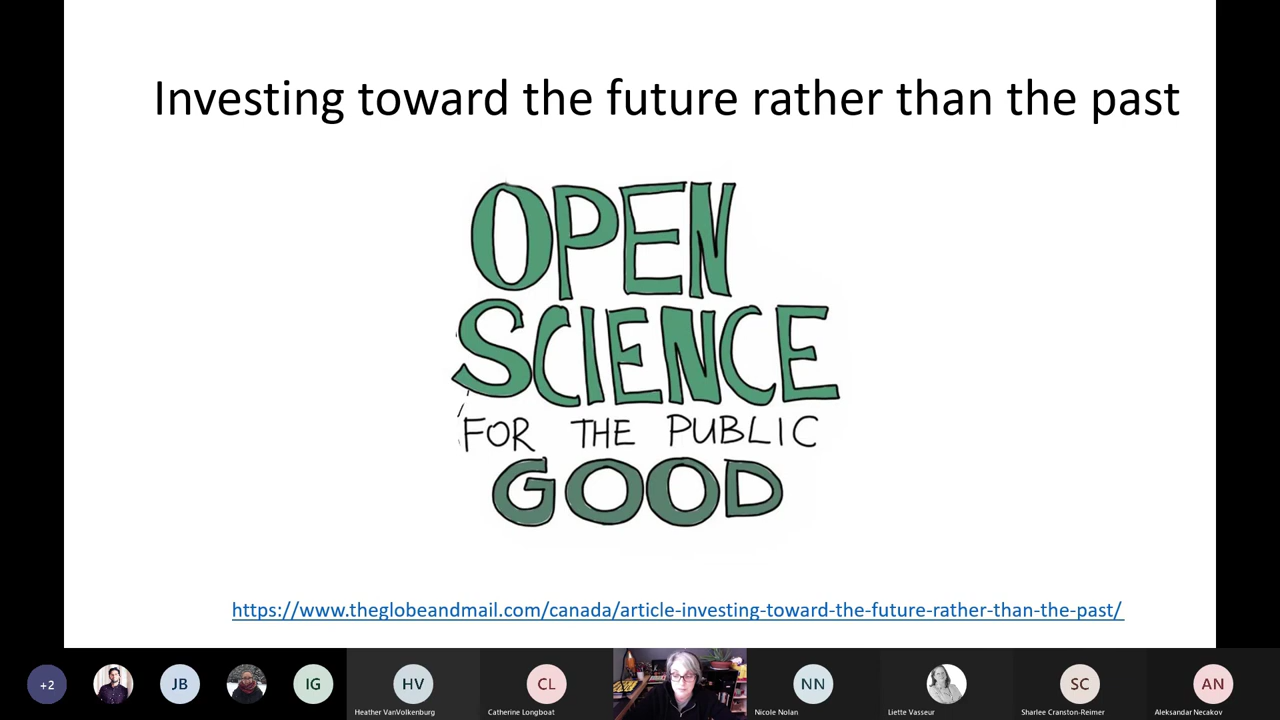 Investing toward the future rather than the past
OPEN
SCIENCE
FOR THE PUBLIC
GOOD
https://www.theglobeandmail.com/canada/article-investing-toward-the-future-rather-than-the-past/
+2
JB
IG
HV
CL
NN
SC
AN
Heather VanVolkenburg
Catherine Longboat
Nicole Nolan
Liette Vasseur
Sharlee Cranston-Reimer
Aleksandar Necakov